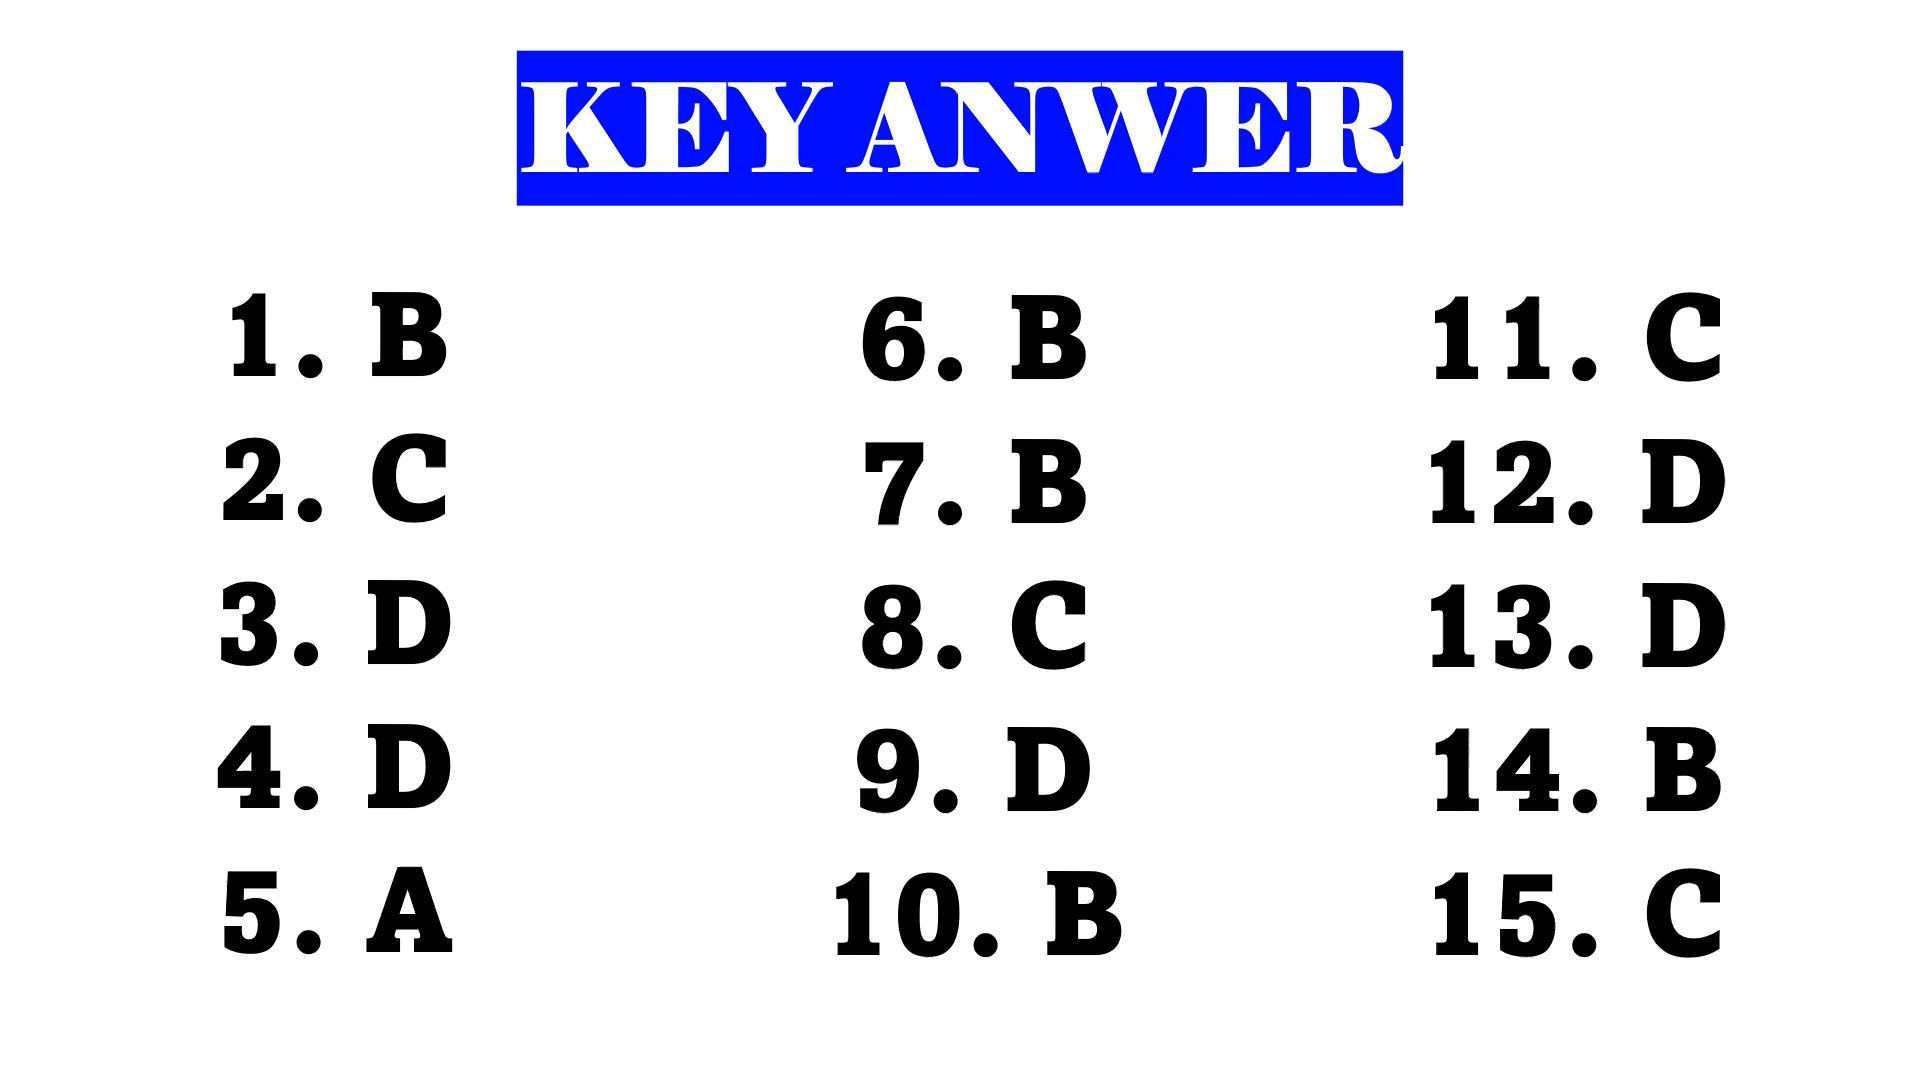 KEY ANWER
1. B
2. C
3. D
4. D
5. A
6. B
7. B
8. C
9. D
10. B
11. C
12. D
13. D
14. B
15. C